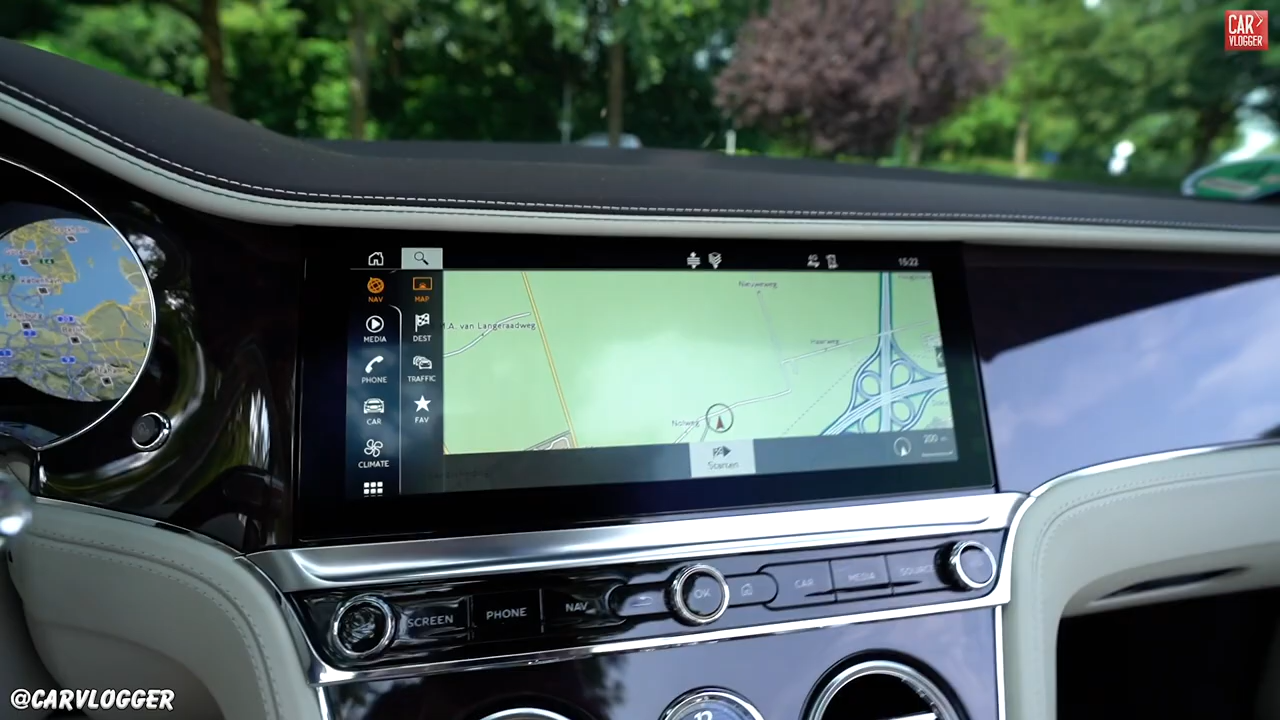 CAR
VLOGGER
15:23
NAV
MAP
MEDIA
DEST
PHONE
TRAFFIC
CAR
FAV
CLIMATE
M.A. van Langeraadweg
Nieuweweg
Starten
200 m
SCREEN
PHONE
NAV
OK
CAR
MEDIA
SOURCE
12
@CARVLOGGER